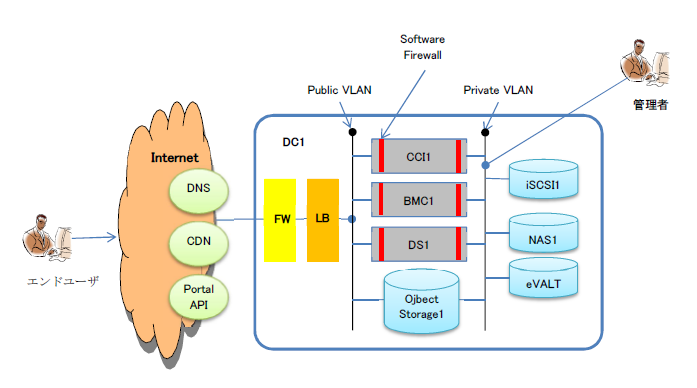 Software
Firewall
Public VLAN
Private VLAN
管理者
DC1
Internet
CCI1
DNS
iSCSI1
BMC1
FW
LB
CDN
DS1
NAS1
エンドユーザ
Portal
API
Ojbect
Storage1
eVALT